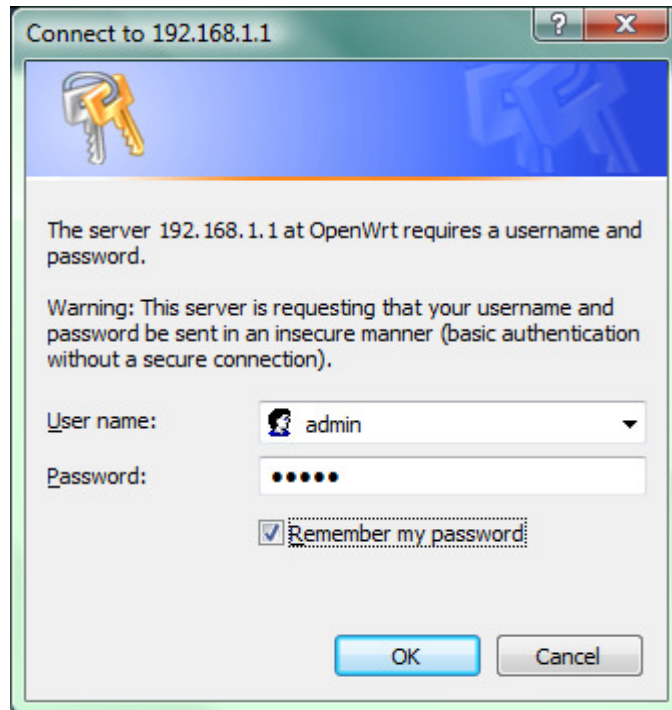 Connect to 192.168.1.1
The server 192.168.1.1 at OpenWrt requires a username and
password.
Warning: This server is requesting that your username and
password be sent in an insecure manner (basic authentication
without a secure connection).
User name:
admin
Password:
•••••
Remember my password
OK
Cancel